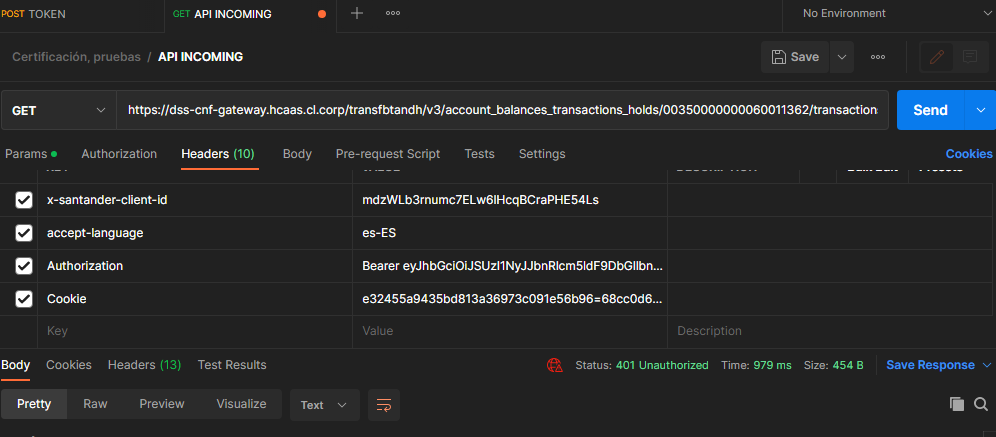 POST TOKEN
GET API INCOMING
No Environment
Certificación, pruebas / API INCOMING
Save
GET
https://dss-cnf-gateway.hcaas.cl.corp/transfbtandh/v3/account_balances_transactions_holds/00350000000060011362/transactions
Send
Params
Authorization
Headers (10)
Body
Pre-request Script
Tests
Settings
Cookies
x-santander-client-id
mdzWLb3rnumc7ELw6lHcqBCraPHE54Ls
accept-language
es-ES
Authorization
Bearer eyJhbGciOiJSUzI1NyJJbnRlcm5ldF9DbGllbn...
Cookie
e32455a9435bd813a36973c091e56b96=68cc0d6...
Key
Value
Description
Body
Cookies
Headers (13)
Test Results
Status: 401 Unauthorized
Time: 979 ms
Size: 454 B
Save Response
Pretty
Raw
Preview
Visualize
Text